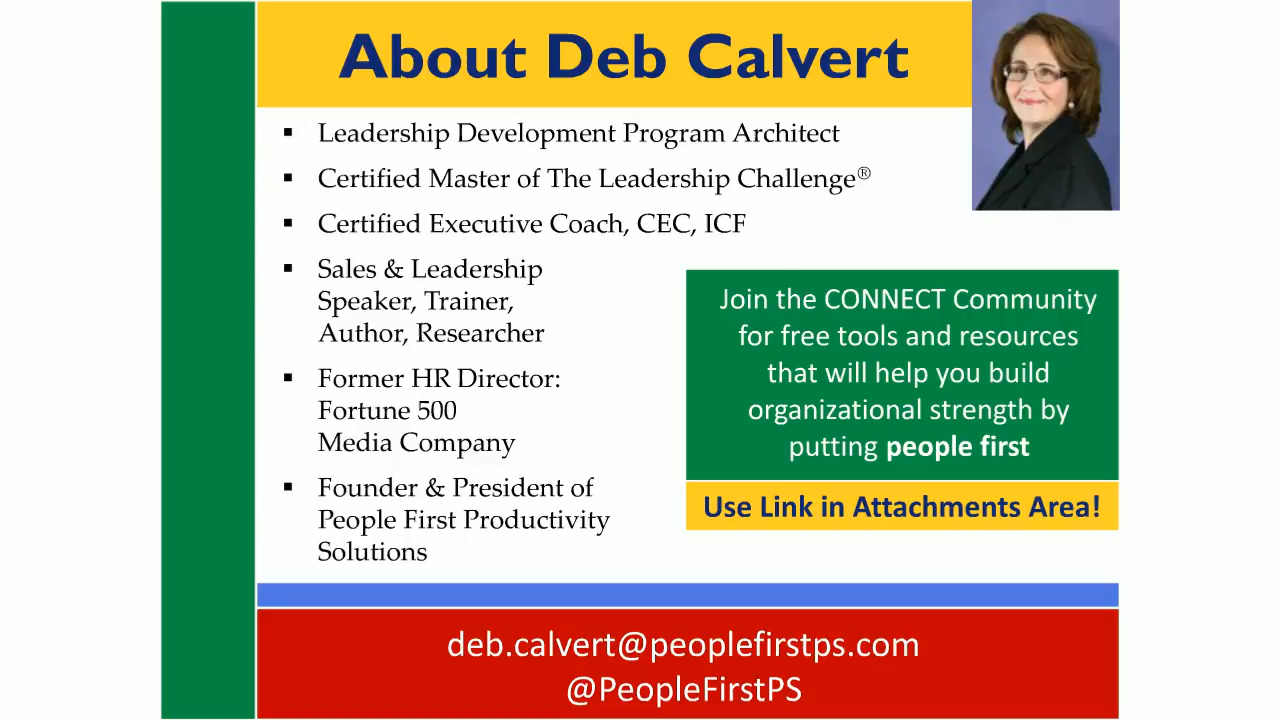 About Deb Calvert
▪ Leadership Development Program Architect
▪ Certified Master of The Leadership Challenge®
▪ Certified Executive Coach, CEC, ICF
▪ Sales & Leadership
Speaker, Trainer,
Author, Researcher
▪ Former HR Director:
Fortune 500
Media Company
▪ Founder & President of
People First Productivity
Solutions
Join the CONNECT Community
for free tools and resources
that will help you build
organizational strength by
putting people first
Use Link in Attachments Area!
deb.calvert@peoplefirstps.com
@PeopleFirstPS